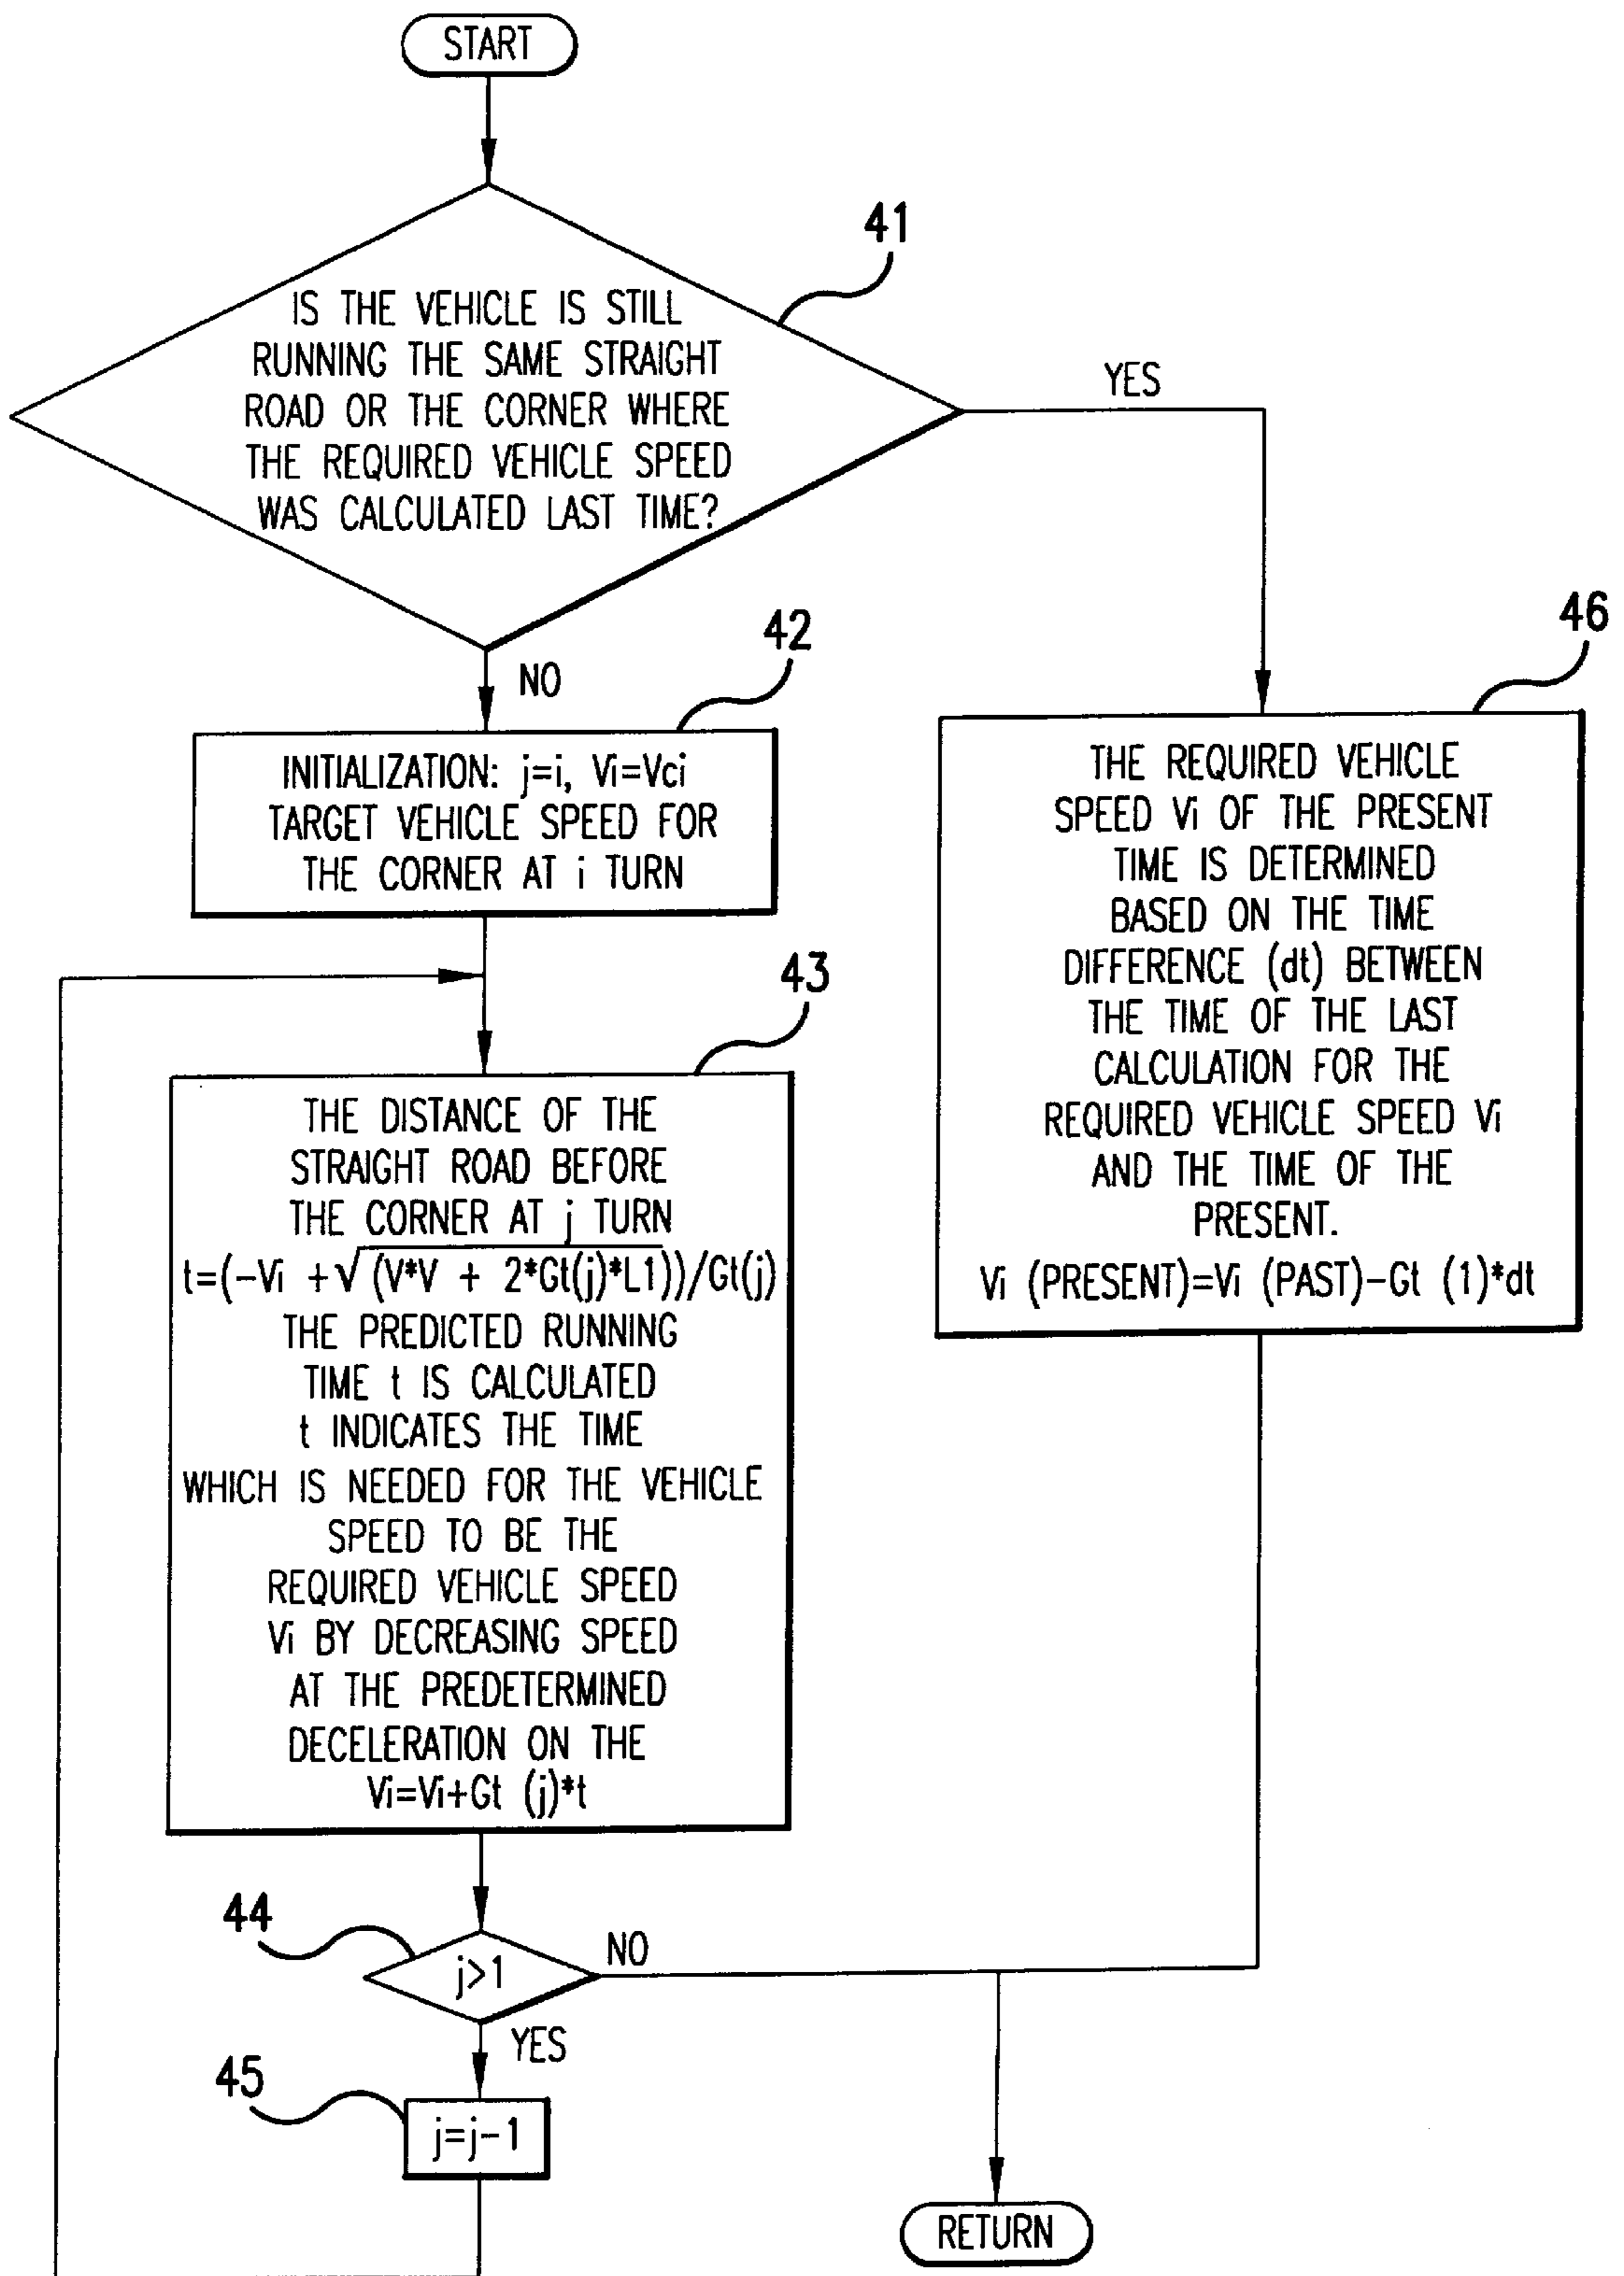 START
41
IS THE VEHICLE IS STILL
RUNNING THE SAME STRAIGHT
ROAD OR THE CORNER WHERE
THE REQUIRED VEHICLE SPEED
WAS CALCULATED LAST TIME?
YES
NO
42
INITIALIZATION: j=i, Vi=Vci
TARGET VEHICLE SPEED FOR
THE CORNER AT i TURN
46
THE REQUIRED VEHICLE
SPEED Vi OF THE PRESENT
TIME IS DETERMINED
BASED ON THE TIME
DIFFERENCE (dt) BETWEEN
THE TIME OF THE LAST
CALCULATION FOR THE
REQUIRED VEHICLE SPEED Vi
AND THE TIME OF THE
PRESENT.
Vi (PRESENT)=Vi (PAST)-Gt (1)*dt
43
THE DISTANCE OF THE
STRAIGHT ROAD BEFORE
THE CORNER AT j TURN
t=(-Vi +√(V*V + 2*Gt(j)*L1))/Gt(j)
THE PREDICTED RUNNING
TIME t IS CALCULATED
t INDICATES THE TIME
WHICH IS NEEDED FOR THE VEHICLE
SPEED TO BE THE
REQUIRED VEHICLE SPEED
Vi BY DECREASING SPEED
AT THE PREDETERMINED
DECELERATION ON THE
Vi=Vi+Gt (j)*t
44
j>1
NO
YES
45
j=j-1
RETURN